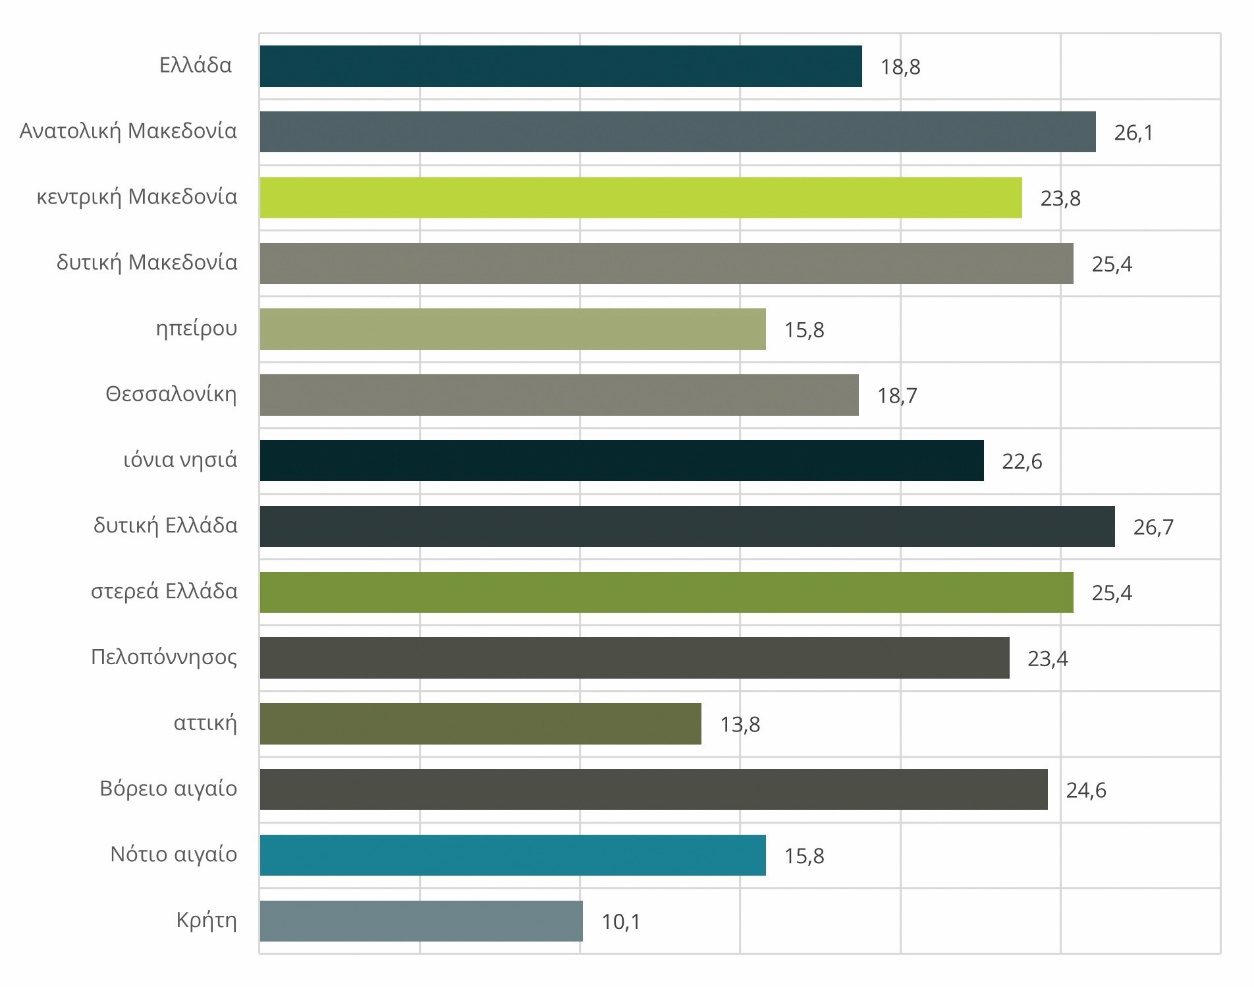 Ελλάδα 18,8
Ανατολική Μακεδονία 26,1
κεντρική Μακεδονία 23,8
δυτική Μακεδονία 25,4
ηπείρου 15,8
Θεσσαλονίκη 18,7
ιόνια νησιά 22,6
δυτική Ελλάδα 26,7
στερεά Ελλάδα 25,4
Πελοπόννησος 23,4
αττική 13,8
Βόρειο αιγαίο 24,6
Νότιο αιγαίο 15,8
Κρήτη 10,1